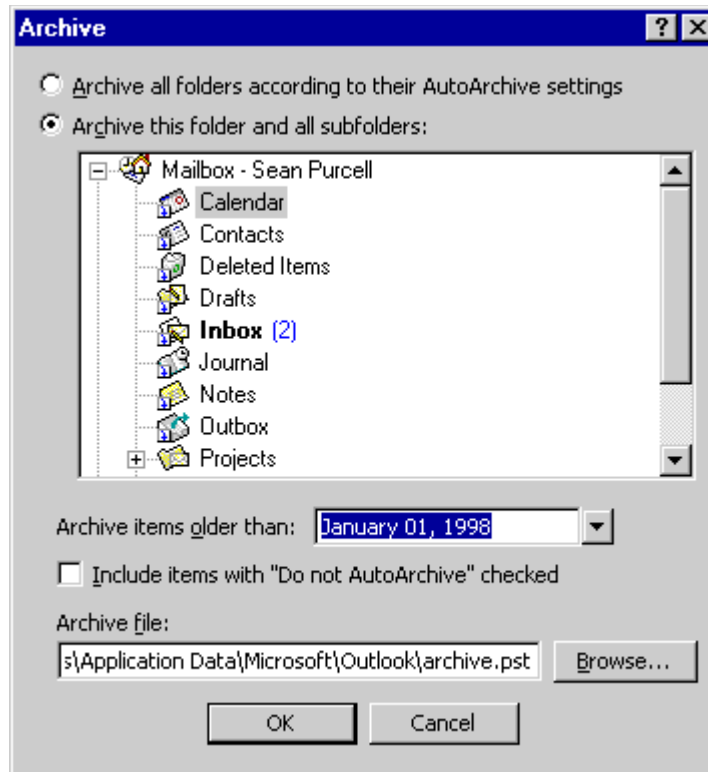 Archive
Archive all folders according to their AutoArchive settings
Archive this folder and all subfolders:
Mailbox - Sean Purcell
Calendar
Contacts
Deleted Items
Drafts
Inbox (2)
Journal
Notes
Outbox
Projects
Archive items older than: January 01, 1998
Include items with "Do not AutoArchive" checked
Archive file:
s\Application Data\Microsoft\Outlook\archive.pst Browse...
OK Cancel